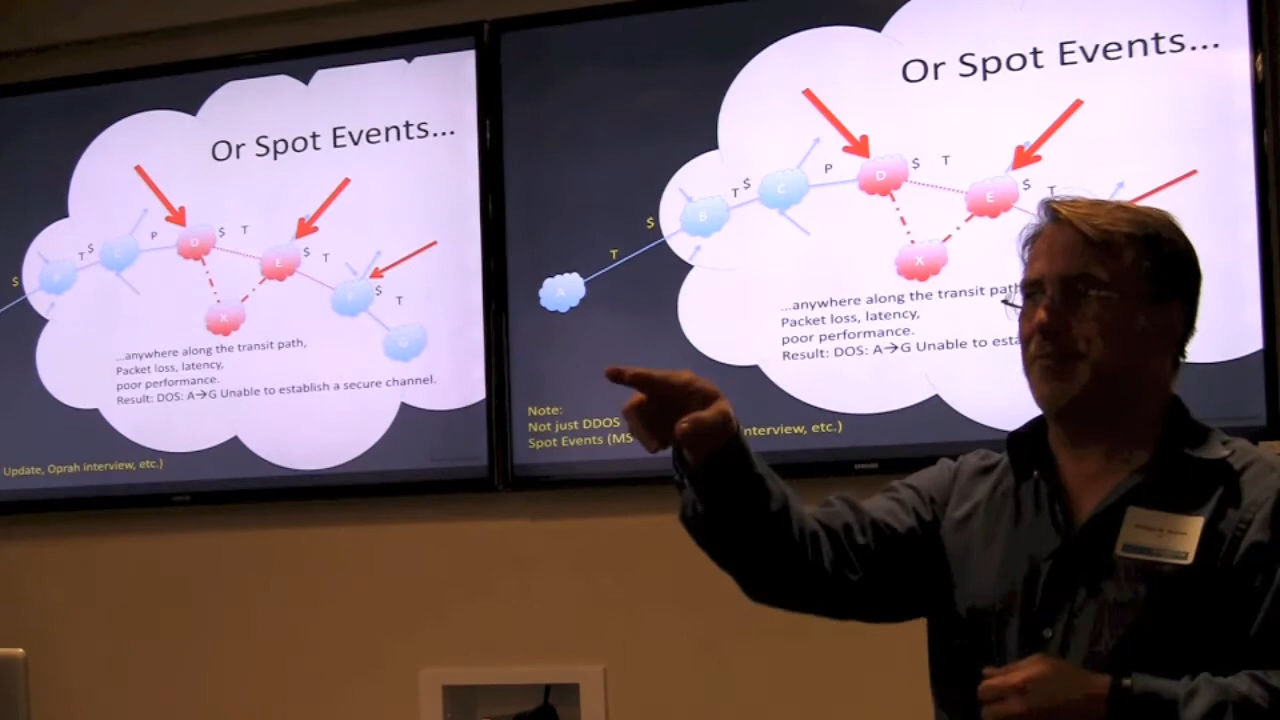 Or Spot Events...
$
T
$
P
$
T
D
$
T
E
X
$
T
G
...anywhere along the transit path,
Packet loss, latency,
poor performance.
Result: DOS: A→G Unable to establish a secure channel.
Update, Oprah interview, etc.)
Or Spot Events...
$
T
A
B
T
$
C
P
D
$
T
E
$
T
X
...anywhere along the transit path
Packet loss, latency,
poor performance.
Result: DOS: A→G Unable to esta
Note:
Not just DDOS
Spot Events (MS nterview, etc.)